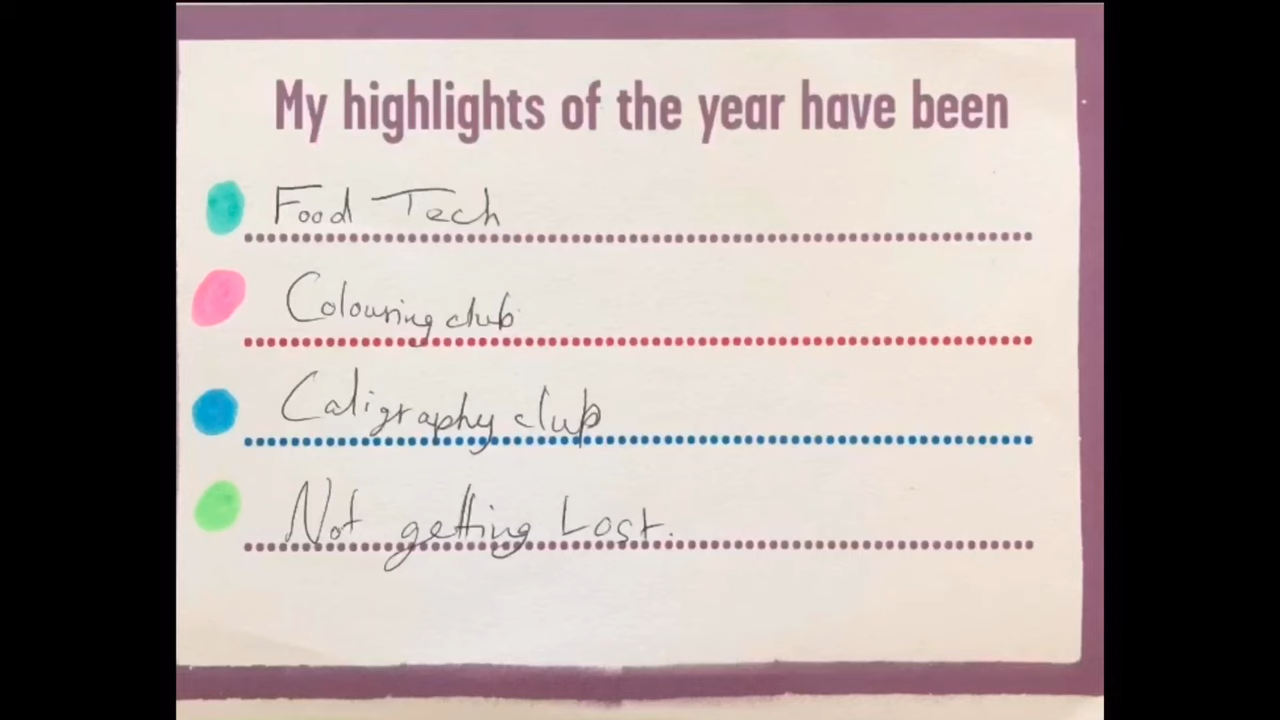 My highlights of the year have been
Food Tech
Colouring club
Caligraphy club
Not getting Lost.